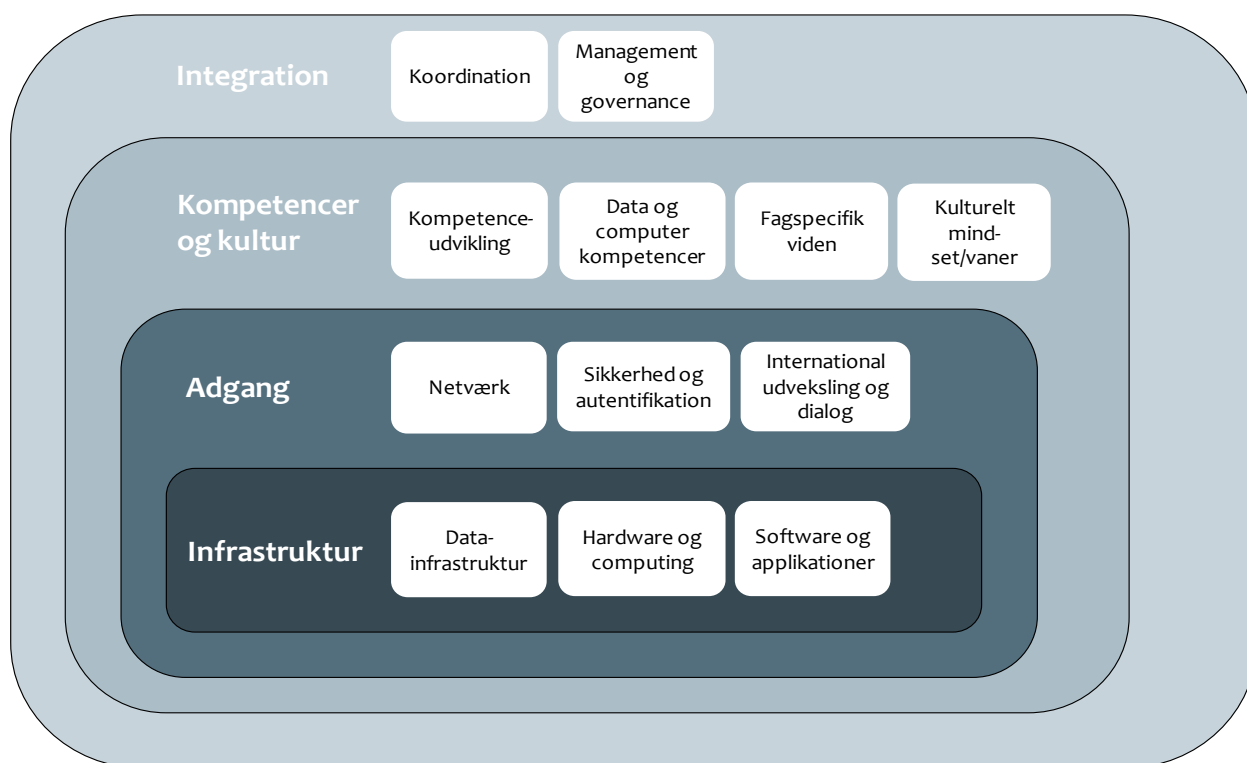 Integration
Koordination
Management
og
governance
Kompetencer
og kultur
Kompetence-
udvikling
Data og
computer
kompetencer
Fagspecifik
viden
Kulturelt
mind-
set/vaner
Adgang
Netværk
Sikkerhed og
autentifikation
International
udveksling og
dialog
Infrastruktur
Data-
infrastruktur
Hardware og
computing
Software og
applikationer